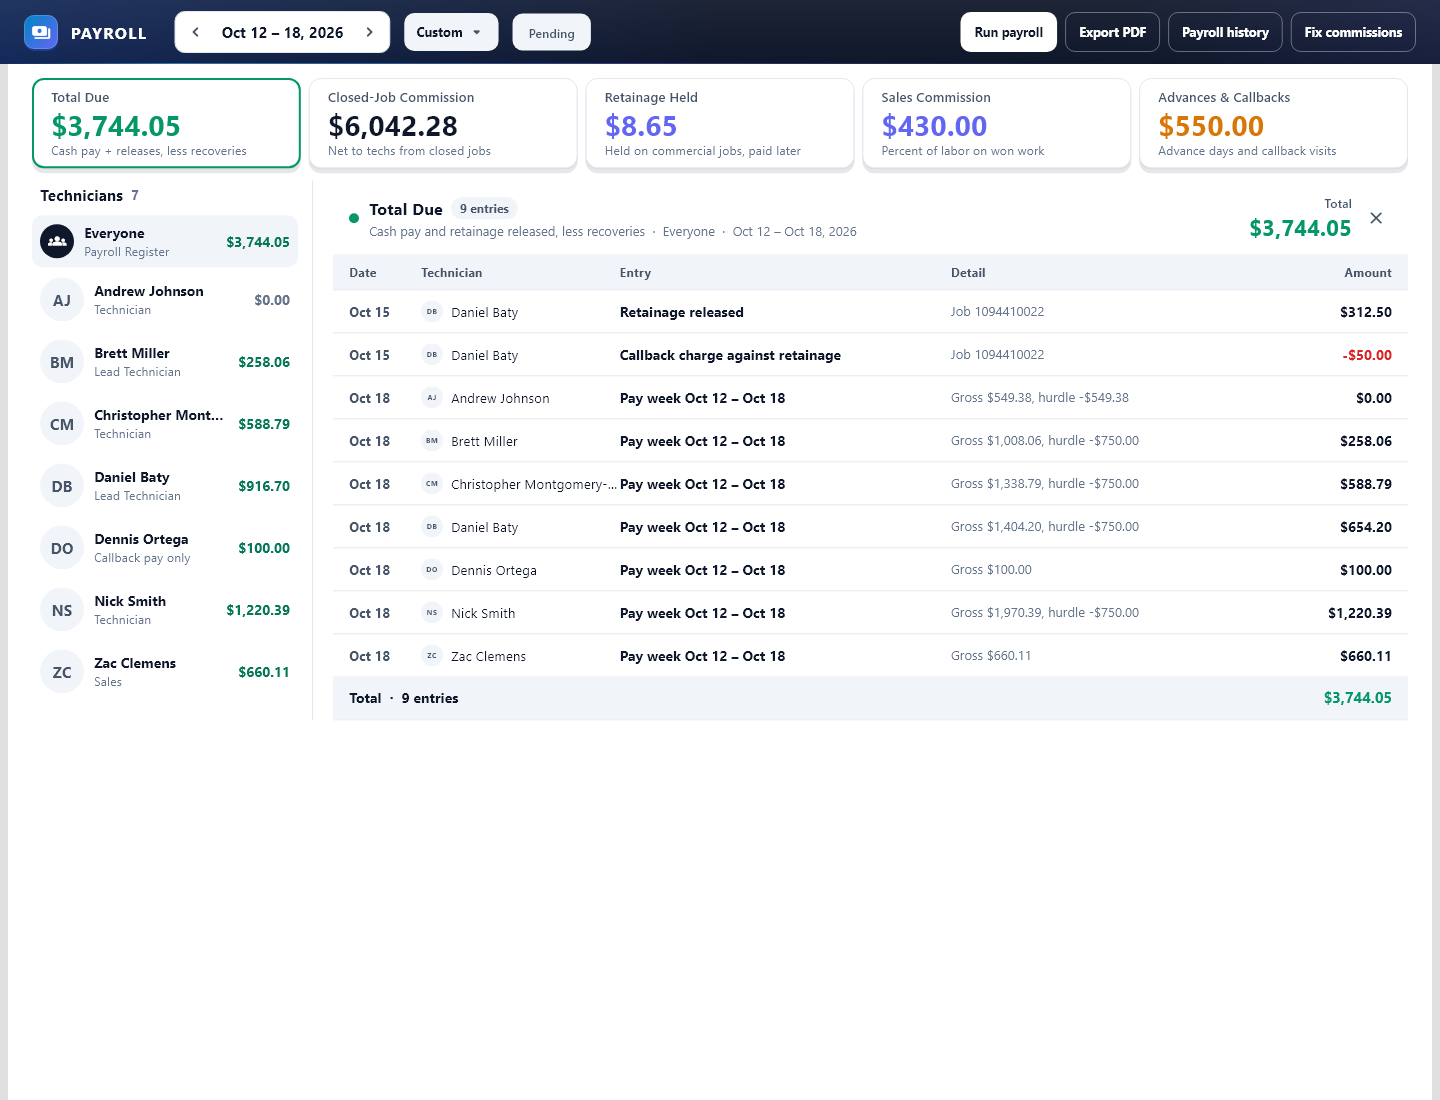 PAYROLL
Oct 12 – 18, 2026
Custom
Pending
Run payroll
Export PDF
Payroll history
Fix commissions
Total Due
$3,744.05
Cash pay + releases, less recoveries
Closed-Job Commission
$6,042.28
Net to techs from closed jobs
Retainage Held
$8.65
Held on commercial jobs, paid later
Sales Commission
$430.00
Percent of labor on won work
Advances & Callbacks
$550.00
Advance days and callback visits
Technicians 7
Everyone
Payroll Register
$3,744.05
AJ
Andrew Johnson
Technician
$0.00
BM
Brett Miller
Lead Technician
$258.06
CM
Christopher Mont...
Technician
$588.79
DB
Daniel Baty
Lead Technician
$916.70
DO
Dennis Ortega
Callback pay only
$100.00
NS
Nick Smith
Technician
$1,220.39
ZC
Zac Clemens
Sales
$660.11
Total Due 9 entries
Cash pay and retainage released, less recoveries · Everyone · Oct 12 – Oct 18, 2026
Total
$3,744.05
Date Technician Entry Detail Amount
Oct 15 DB Daniel Baty Retainage released Job 1094410022 $312.50
Oct 15 DB Daniel Baty Callback charge against retainage Job 1094410022 -$50.00
Oct 18 AJ Andrew Johnson Pay week Oct 12 – Oct 18 Gross $549.38, hurdle -$549.38 $0.00
Oct 18 BM Brett Miller Pay week Oct 12 – Oct 18 Gross $1,008.06, hurdle -$750.00 $258.06
Oct 18 CM Christopher Montgomery-... Pay week Oct 12 – Oct 18 Gross $1,338.79, hurdle -$750.00 $588.79
Oct 18 DB Daniel Baty Pay week Oct 12 – Oct 18 Gross $1,404.20, hurdle -$750.00 $654.20
Oct 18 DO Dennis Ortega Pay week Oct 12 – Oct 18 Gross $100.00 $100.00
Oct 18 NS Nick Smith Pay week Oct 12 – Oct 18 Gross $1,970.39, hurdle -$750.00 $1,220.39
Oct 18 ZC Zac Clemens Pay week Oct 12 – Oct 18 Gross $660.11 $660.11
Total · 9 entries $3,744.05